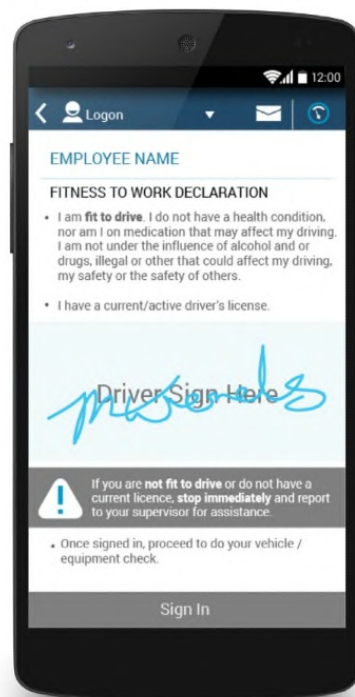 12:00
Logon
EMPLOYEE NAME
FITNESS TO WORK DECLARATION
• I am fit to drive. I do not have a health condition,
nor am I on medication that may affect my driving.
I am not under the influence of alcohol and or
drugs, illegal or other that could affect my driving,
my safety or the safety of others.
• I have a current/active driver's license.
Driver Sign Here
If you are not fit to drive or do not have a
current licence, stop immediately and report
to your supervisor for assistance.
• Once signed in, proceed to do your vehicle /
equipment check.
Sign In